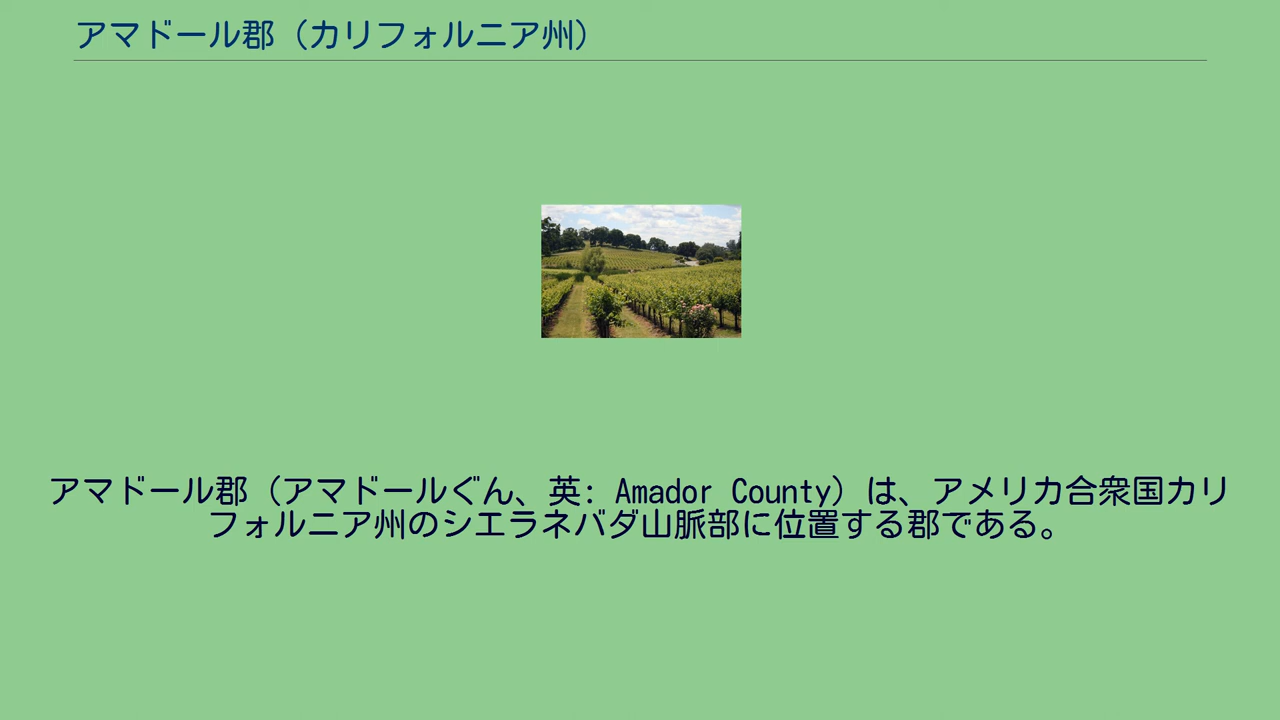 アマドール郡（カリフォルニア州）
アマドール郡（アマドールぐん、英: Amador County）は、アメリカ合衆国カリ
フォルニア州のシエラネバダ山脈部に位置する郡である。